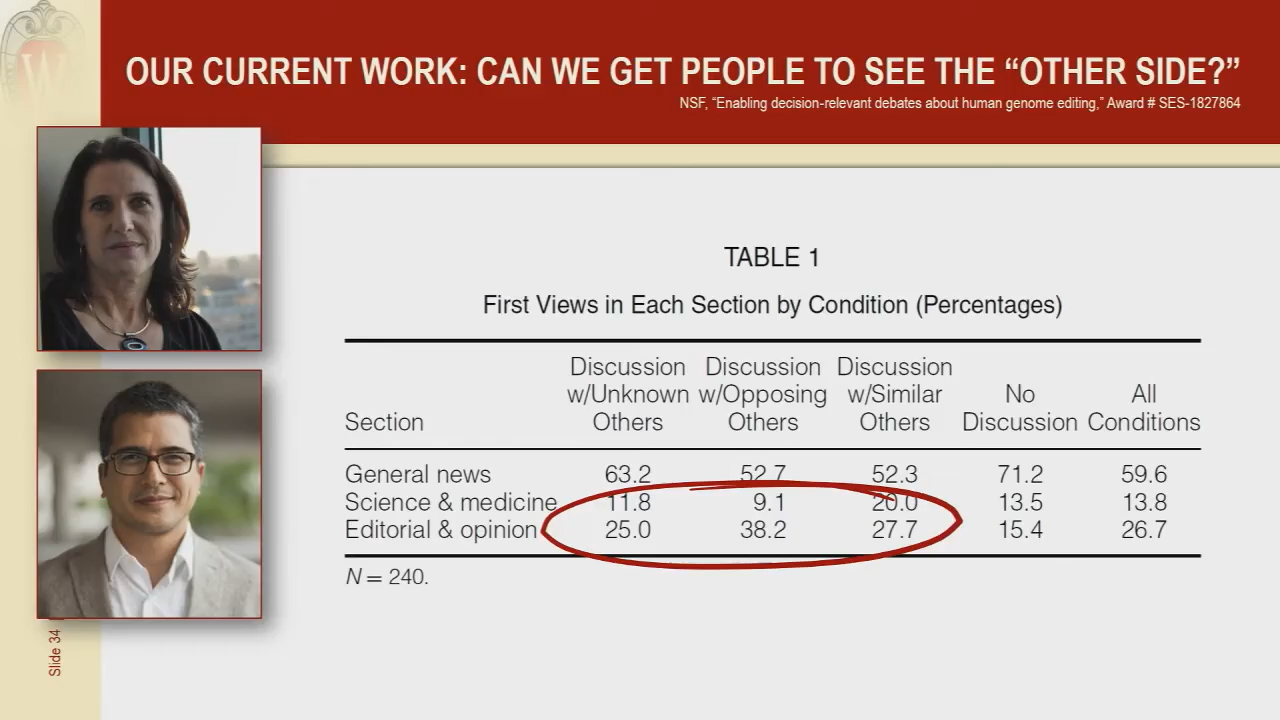 OUR CURRENT WORK: CAN WE GET PEOPLE TO SEE THE “OTHER SIDE?”
NSF, “Enabling decision-relevant debates about human genome editing,” Award # SES-1827864
W
TABLE 1
First Views in Each Section by Condition (Percentages)
Discussion Discussion Discussion
w/Unknown w/Opposing w/Similar No All
Section Others Others Others Discussion Conditions
General news 63.2 52.7 52.3 71.2 59.6
Science & medicine 11.8 9.1 20.0 13.5 13.8
Editorial & opinion 25.0 38.2 27.7 15.4 26.7
N = 240.
Slide 34 |